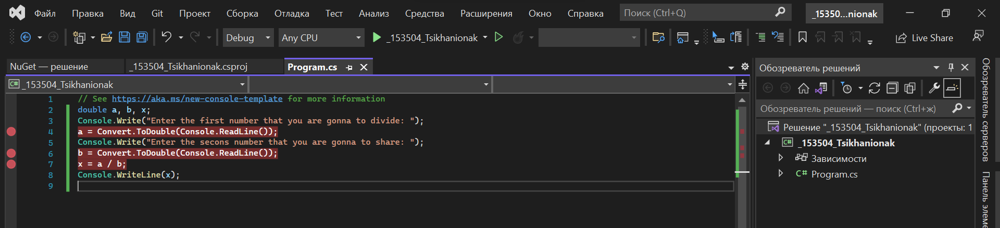 Файл Правка Вид Git Проект Сборка Отладка Тест Анализ Средства Расширения Окно Справка Поиск (Ctrl+Q) _15350...nionak
Debug Any CPU _153504_Tsikhanionak Live Share
NuGet — решение _153504_Tsikhanionak.csproj Program.cs
C# _153504_Tsikhanionak
1 // See https://aka.ms/new-console-template for more information
2 double a, b, x;
3 Console.Write("Enter the first number that you are gonna to divide: ");
4 a = Convert.ToDouble(Console.ReadLine());
5 Console.Write("Enter the secons number that you are gonna to share: ");
6 b = Convert.ToDouble(Console.ReadLine());
7 x = a / b;
8 Console.WriteLine(x);
9
Обозреватель решений
Обозреватель решений — поиск (Ctrl+ж)
Решение "_153504_Tsikhanionak" (проекты: 1
C# _153504_Tsikhanionak
Зависимости
C# Program.cs
Обозреватель серверов
Панель элеме